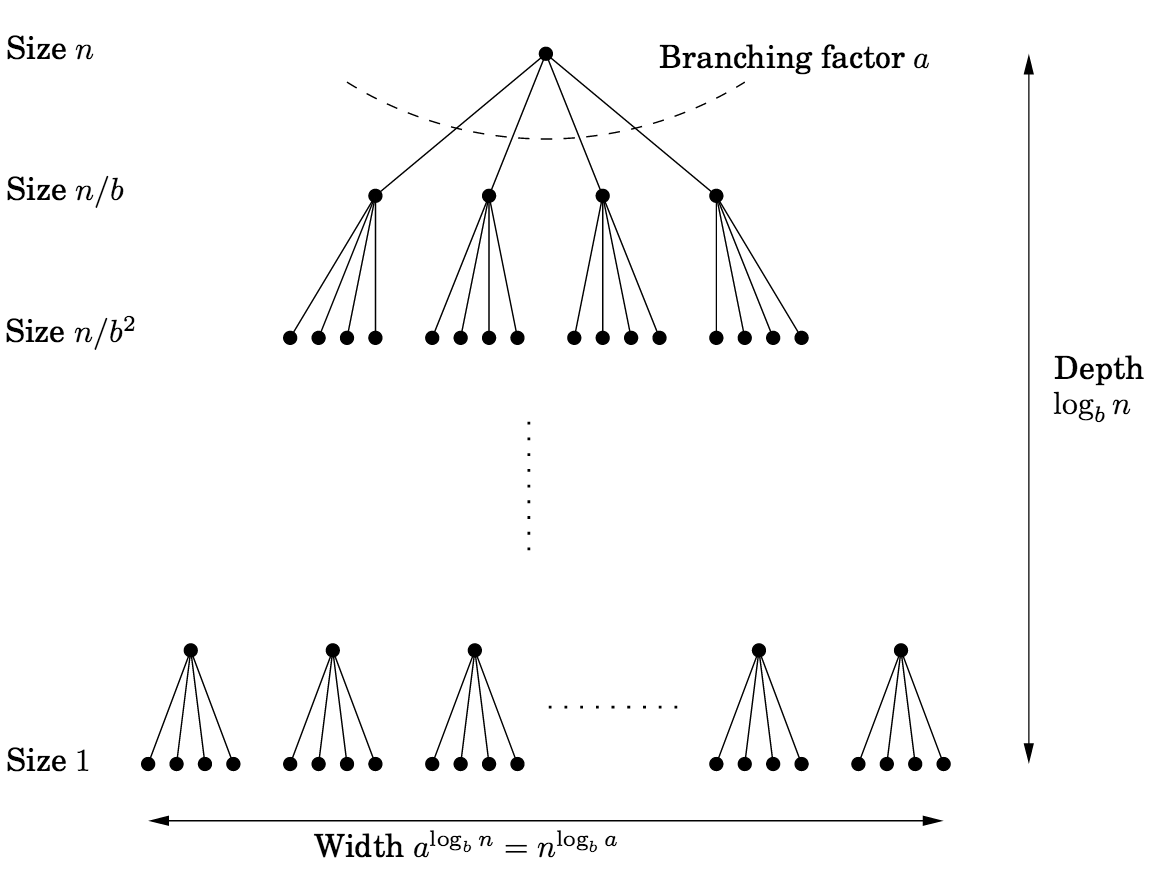 Size n
Branching factor a
Size n/b
Size n/b²
Depth
log_b n
Size 1
Width a^{log_b n} = n^{log_b a}